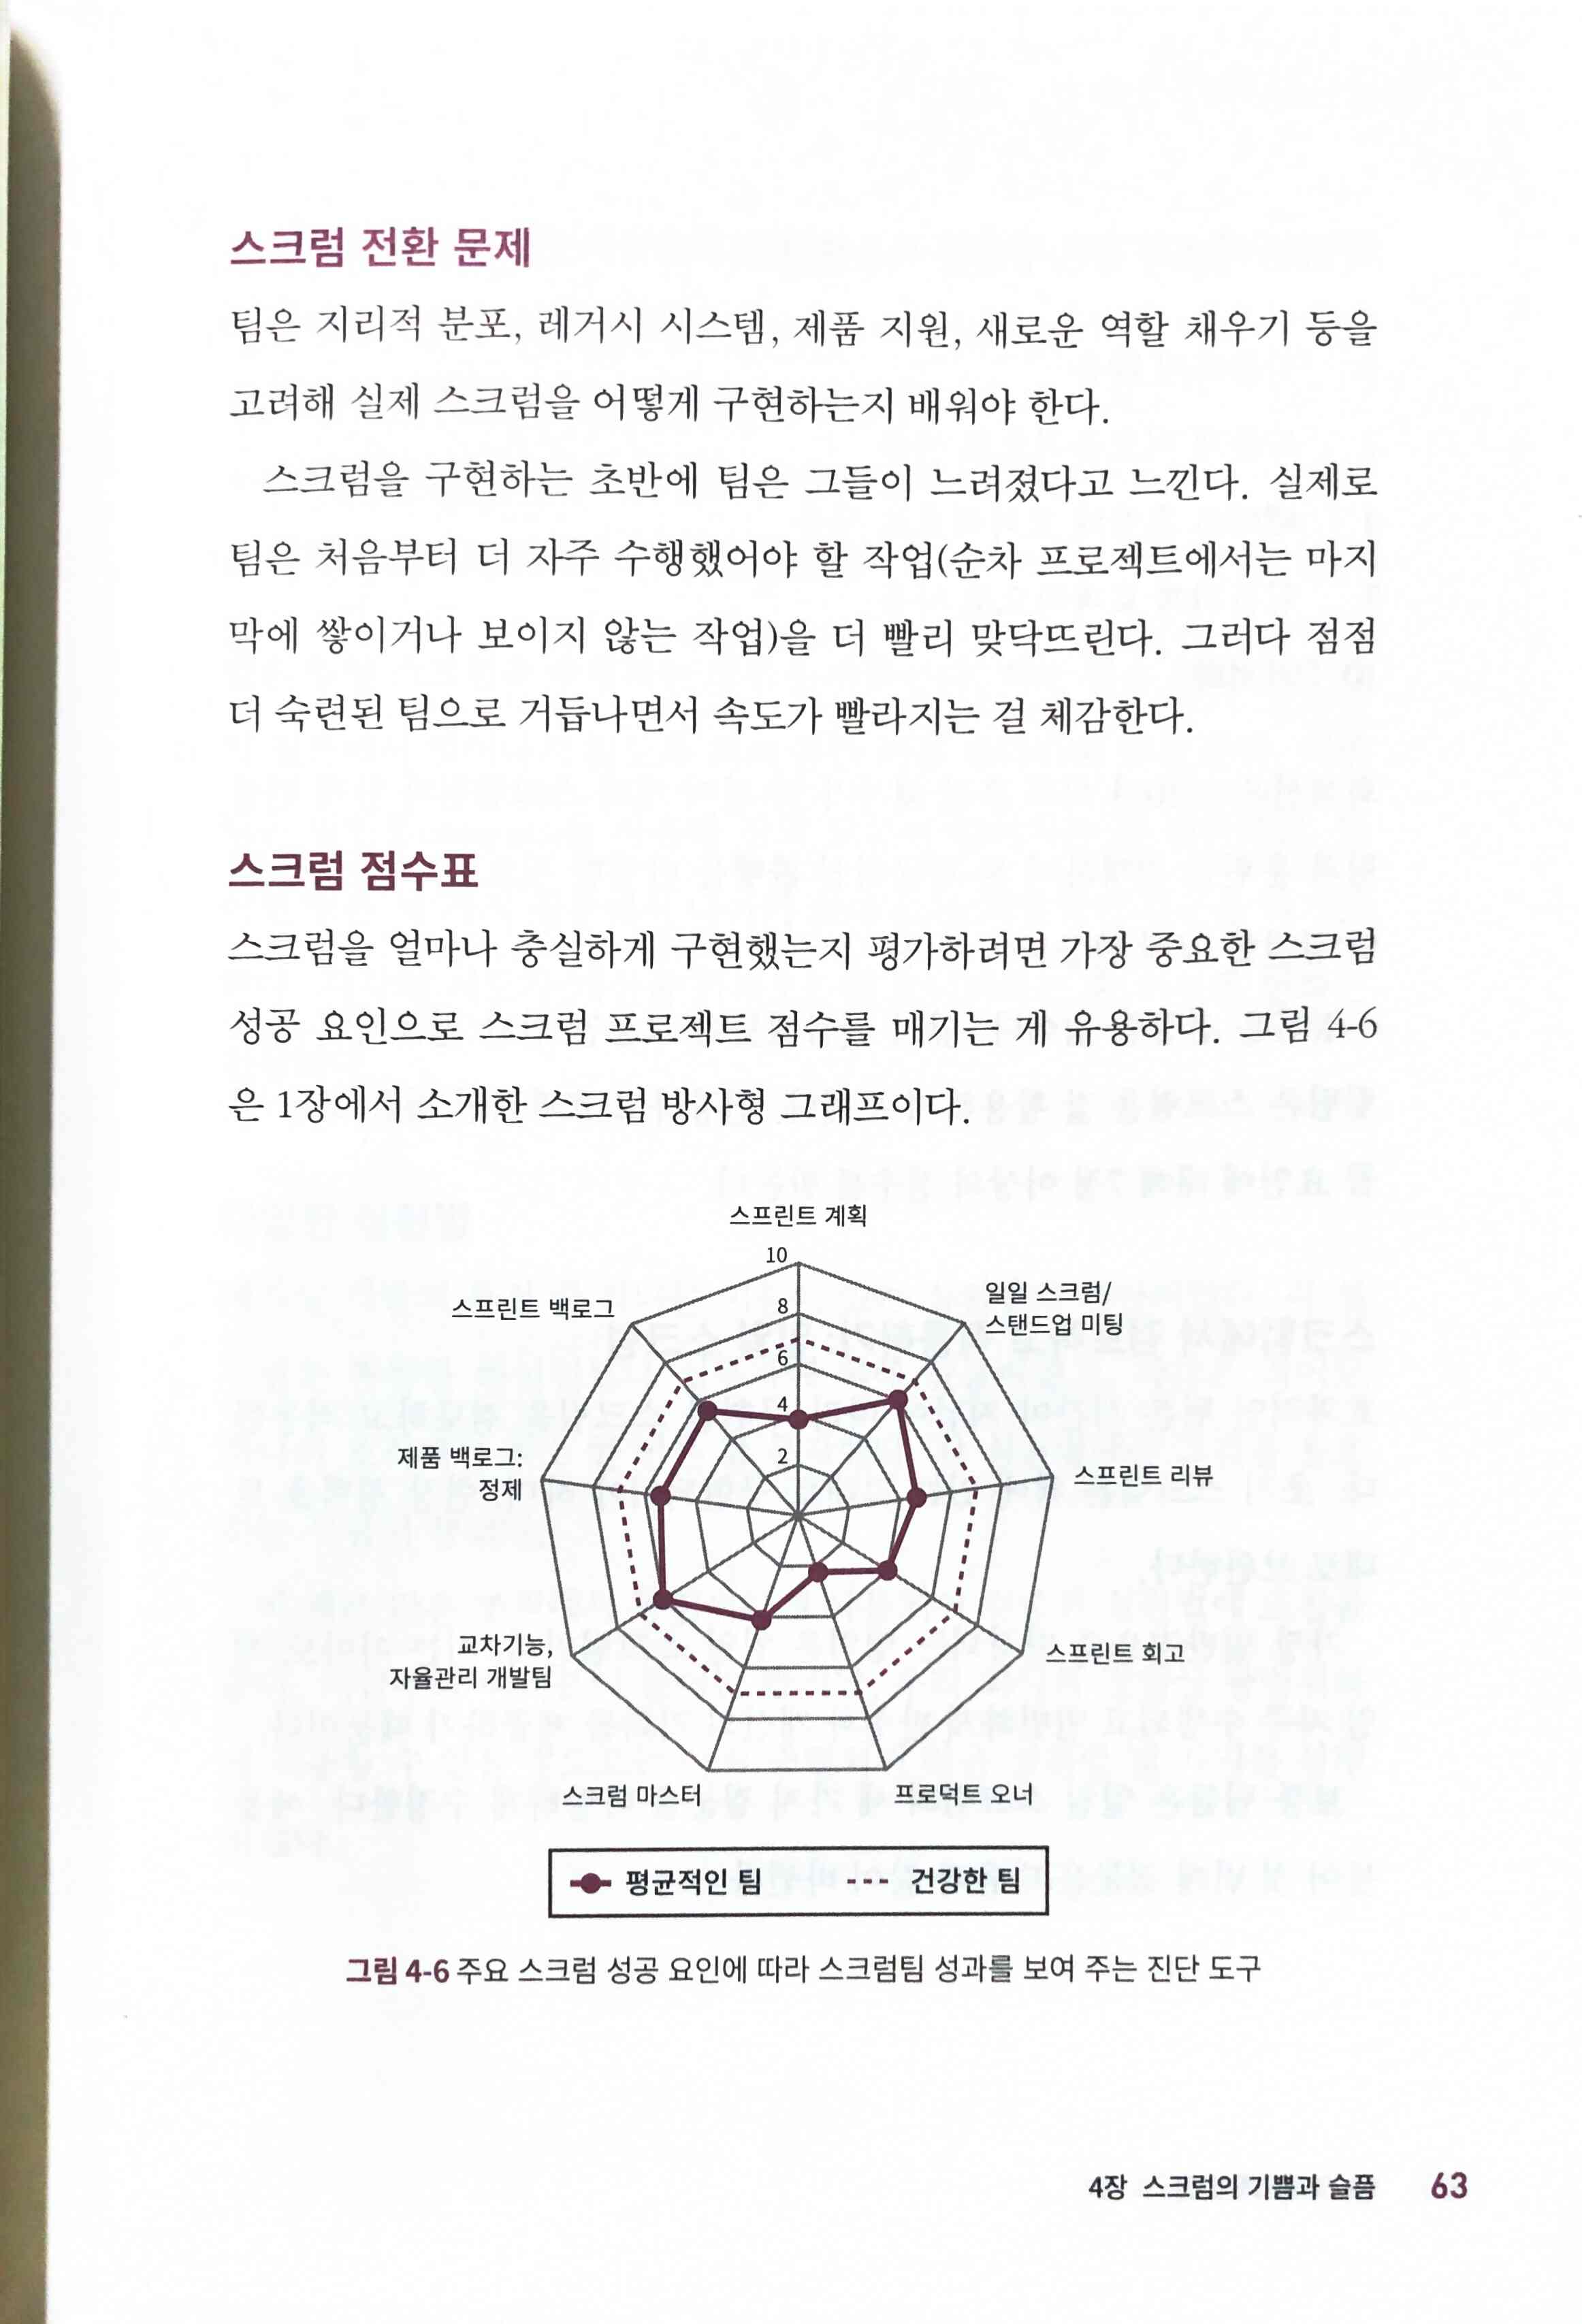 스크럼 전환 문제
팀은 지리적 분포, 레거시 시스템, 제품 지원, 새로운 역할 채우기 등을
고려해 실제 스크럼을 어떻게 구현하는지 배워야 한다.
스크럼을 구현하는 초반에 팀은 그들이 느려졌다고 느낀다. 실제로
팀은 처음부터 더 자주 수행했어야 할 작업(순차 프로젝트에서는 마지
막에 쌓이거나 보이지 않는 작업)을 더 빨리 맞닥뜨린다. 그러다 점점
더 숙련된 팀으로 거듭나면서 속도가 빨라지는 걸 체감한다.
스크럼 점수표
스크럼을 얼마나 충실하게 구현했는지 평가하려면 가장 중요한 스크럼
성공 요인으로 스크럼 프로젝트 점수를 매기는 게 유용하다. 그림 4-6
은 1장에서 소개한 스크럼 방사형 그래프이다.
스프린트 계획
10
8
6
4
2
일일 스크럼/
스탠드업 미팅
스프린트 리뷰
스프린트 회고
프로덕트 오너
스크럼 마스터
교차기능,
자율관리 개발팀
제품 백로그:
정제
스프린트 백로그
평균적인 팀
건강한 팀
그림 4-6 주요 스크럼 성공 요인에 따라 스크럼팀 성과를 보여 주는 진단 도구
4장 스크럼의 기쁨과 슬픔 63